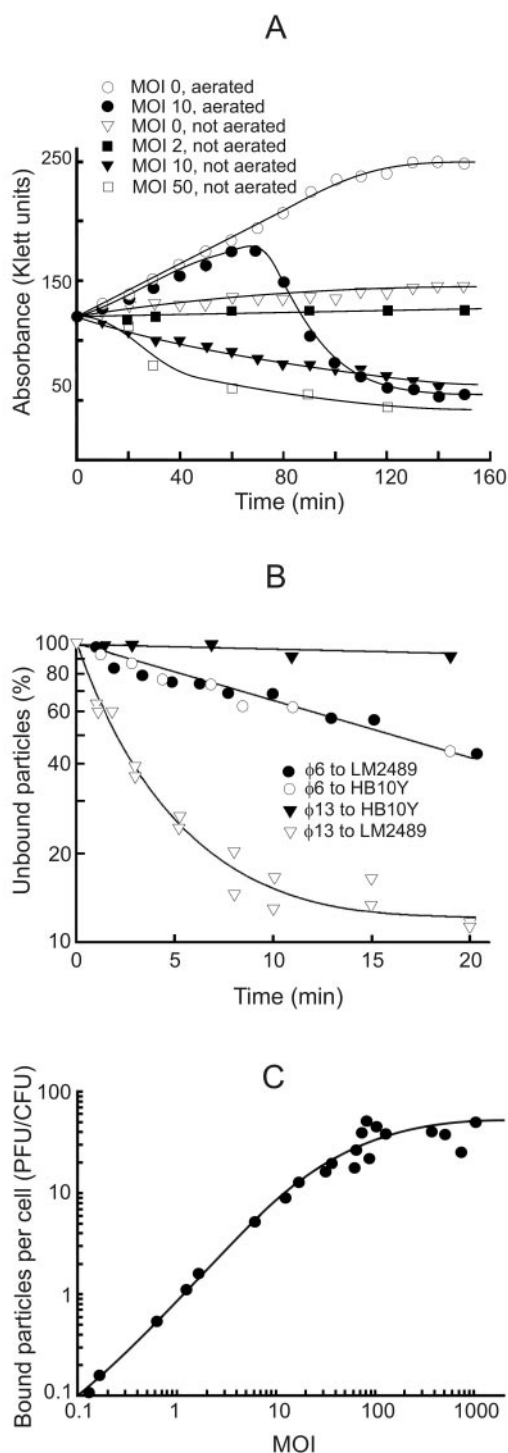 A
MOI 0, aerated
MOI 10, aerated
MOI 0, not aerated
MOI 2, not aerated
MOI 10, not aerated
MOI 50, not aerated
Absorbance (Klett units)
250
150
50
0 40 80 120 160
Time (min)
B
Unbound particles (%)
100
80
60
40
20
10
ϕ6 to LM2489
ϕ6 to HB10Y
ϕ13 to HB10Y
ϕ13 to LM2489
0 5 10 15 20
Time (min)
C
Bound particles per cell (PFU/CFU)
100
10
1
0.1
0.1 1 10 100 1000
MOI